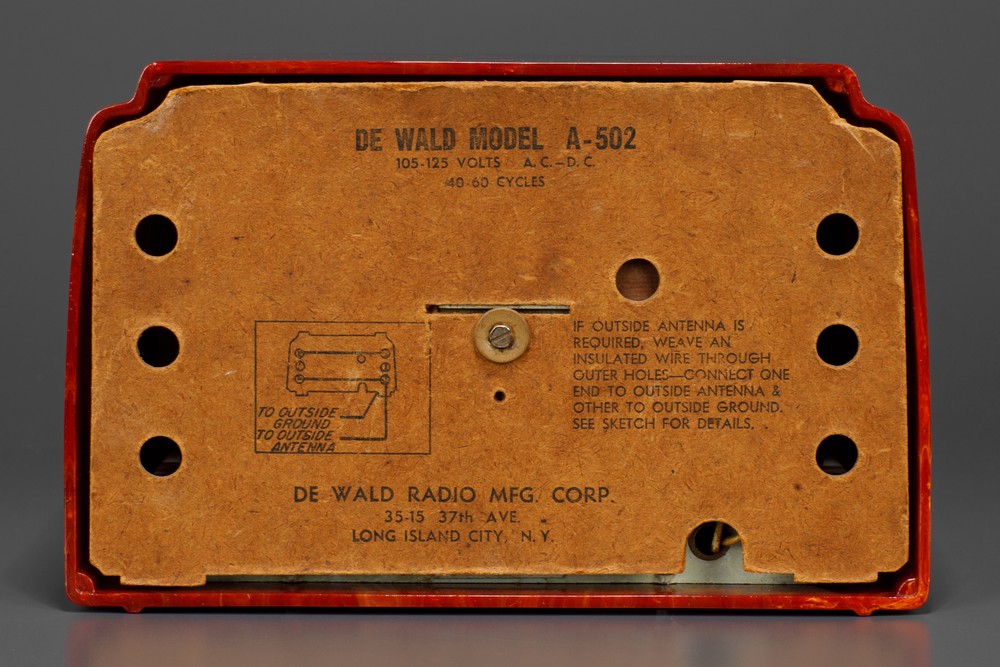 DE WALD MODEL A-502
105-125 VOLTS A.C.-D.C.
40-60 CYCLES
TO OUTSIDE
GROUND
TO OUTSIDE
ANTENNA
IF OUTSIDE ANTENNA IS
REQUIRED, WEAVE AN
INSULATED WIRE THROUGH
OUTER HOLES—CONNECT ONE
END TO OUTSIDE ANTENNA &
OTHER TO OUTSIDE GROUND.
SEE SKETCH FOR DETAILS.
DE WALD RADIO MFG. CORP.
35-15 37th AVE.
LONG ISLAND CITY, N.Y.